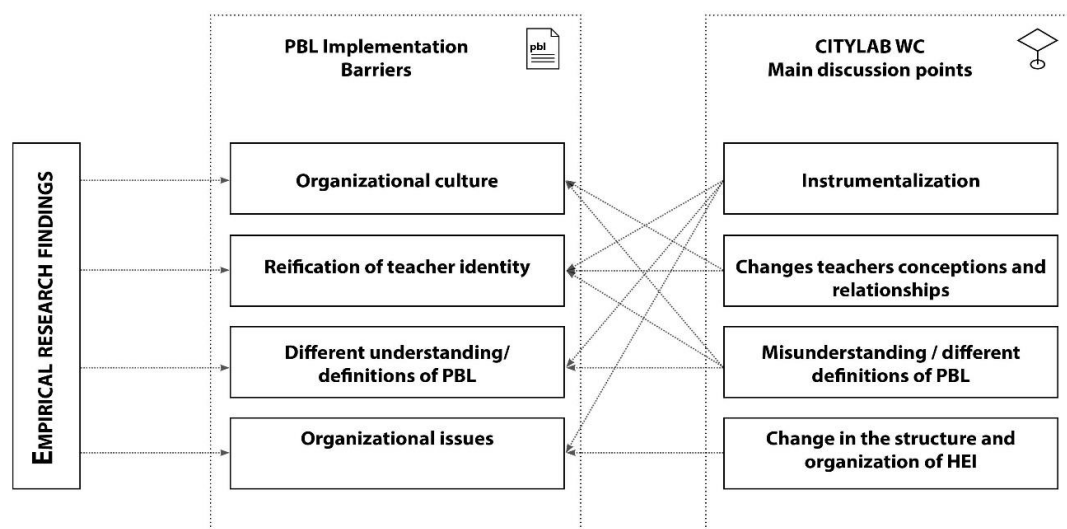 PBL Implementation
Barriers
pbl
CITYLAB WC
Main discussion points
EMPIRICAL RESEARCH FINDINGS
Organizational culture
Instrumentalization
Reification of teacher identity
Changes teachers conceptions and
relationships
Different understanding/
definitions of PBL
Misunderstanding / different
definitions of PBL
Organizational issues
Change in the structure and
organization of HEI